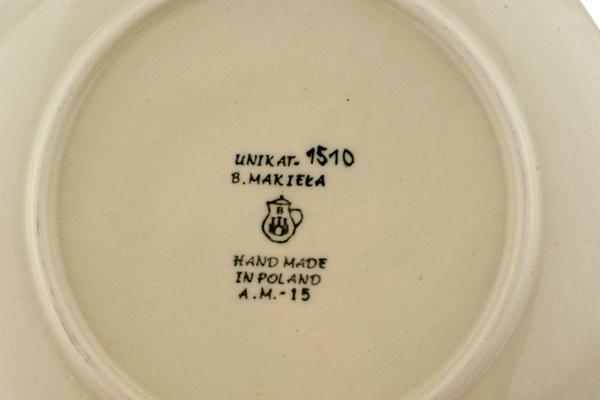 UNIKAT- 1510
B. MAKIEŁA
B
HAND MADE
IN POLAND
A.M.-15